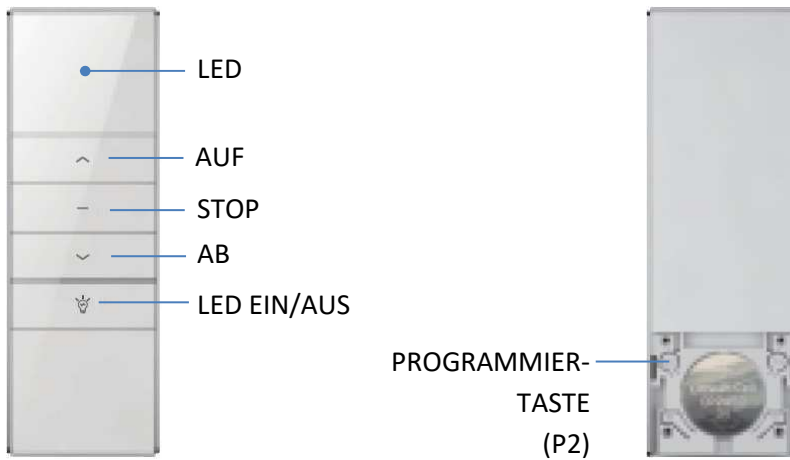 LED
AUF
STOP
AB
LED EIN/AUS
PROGRAMMIER-
TASTE
(P2)